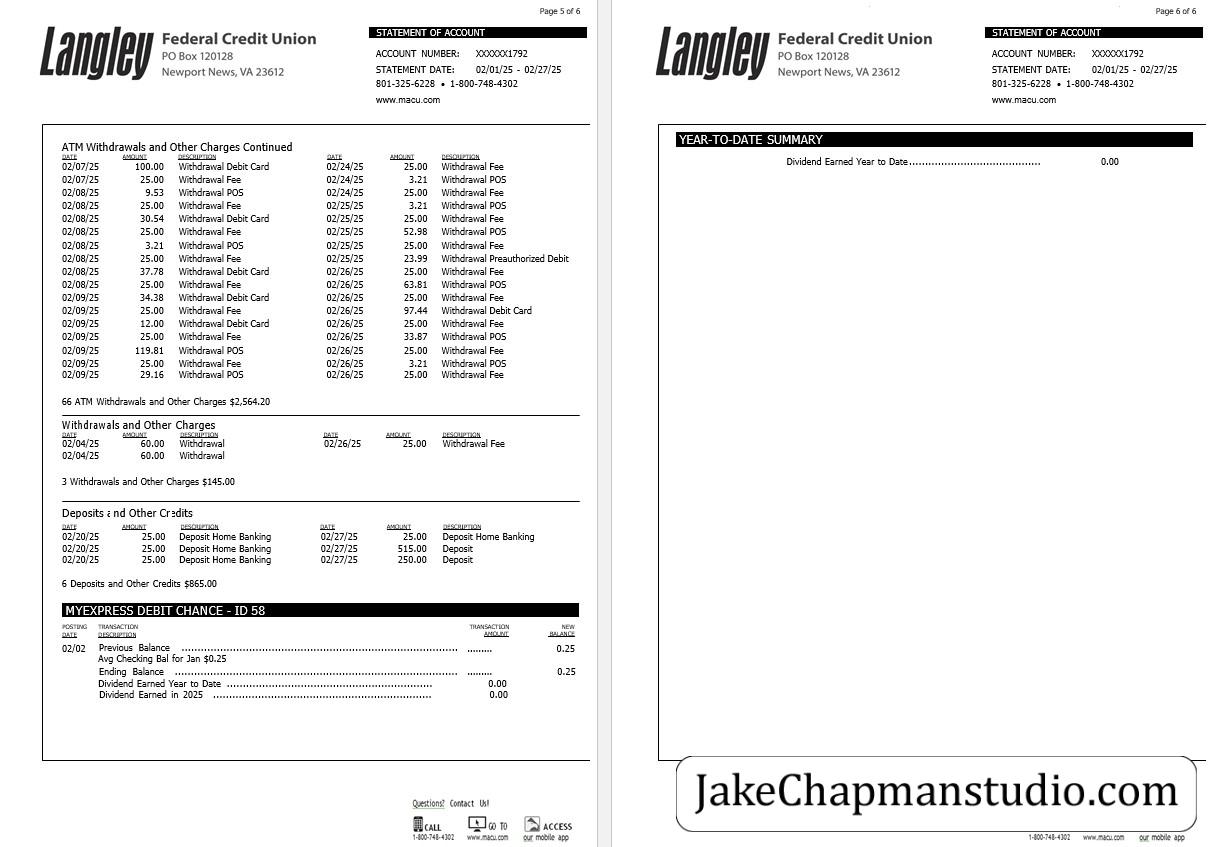 Page 5 of 6
Langley Federal Credit Union
PO Box 120128
Newport News, VA 23612
STATEMENT OF ACCOUNT
ACCOUNT NUMBER: XXXXXX1792
STATEMENT DATE: 02/01/25 - 02/27/25
801-325-6228 • 1-800-748-4302
www.macu.com
ATM Withdrawals and Other Charges Continued
DATE AMOUNT DESCRIPTION DATE AMOUNT DESCRIPTION
02/07/25 100.00 Withdrawal Debit Card 02/24/25 25.00 Withdrawal Fee
02/07/25 25.00 Withdrawal Fee 02/24/25 3.21 Withdrawal POS
02/08/25 9.53 Withdrawal POS 02/24/25 25.00 Withdrawal Fee
02/08/25 25.00 Withdrawal Fee 02/25/25 3.21 Withdrawal POS
02/08/25 30.54 Withdrawal Debit Card 02/25/25 25.00 Withdrawal Fee
02/08/25 25.00 Withdrawal Fee 02/25/25 52.98 Withdrawal POS
02/08/25 3.21 Withdrawal POS 02/25/25 25.00 Withdrawal Fee
02/08/25 25.00 Withdrawal Fee 02/25/25 23.99 Withdrawal Preauthorized Debit
02/08/25 37.78 Withdrawal Debit Card 02/26/25 25.00 Withdrawal Fee
02/08/25 25.00 Withdrawal Fee 02/26/25 63.81 Withdrawal POS
02/09/25 34.38 Withdrawal Debit Card 02/26/25 25.00 Withdrawal Fee
02/09/25 25.00 Withdrawal Fee 02/26/25 97.44 Withdrawal Debit Card
02/09/25 12.00 Withdrawal Debit Card 02/26/25 25.00 Withdrawal Fee
02/09/25 25.00 Withdrawal Fee 02/26/25 33.87 Withdrawal POS
02/09/25 119.81 Withdrawal POS 02/26/25 25.00 Withdrawal Fee
02/09/25 25.00 Withdrawal Fee 02/26/25 3.21 Withdrawal POS
02/09/25 29.16 Withdrawal POS 02/26/25 25.00 Withdrawal Fee
66 ATM Withdrawals and Other Charges $2,564.20
Withdrawals and Other Charges
DATE AMOUNT DESCRIPTION DATE AMOUNT DESCRIPTION
02/04/25 60.00 Withdrawal 02/26/25 25.00 Withdrawal Fee
02/04/25 60.00 Withdrawal
3 Withdrawals and Other Charges $145.00
Deposits and Other Credits
DATE AMOUNT DESCRIPTION DATE AMOUNT DESCRIPTION
02/20/25 25.00 Deposit Home Banking 02/27/25 25.00 Deposit Home Banking
02/20/25 25.00 Deposit Home Banking 02/27/25 515.00 Deposit
02/20/25 25.00 Deposit Home Banking 02/27/25 250.00 Deposit
6 Deposits and Other Credits $865.00
MYEXPRESS DEBIT CHANCE - ID 58
POSTING TRANSACTION TRANSACTION NEW
DATE DESCRIPTION AMOUNT BALANCE
02/02 Previous Balance 0.25
Avg Checking Bal for Jan $0.25
Ending Balance 0.25
Dividend Earned Year to Date 0.00
Dividend Earned in 2025 0.00
Questions? Contact Us!
CALL GO TO ACCESS
1-800-748-4302 www.macu.com our mobile app
Page 6 of 6
Langley Federal Credit Union
PO Box 120128
Newport News, VA 23612
STATEMENT OF ACCOUNT
ACCOUNT NUMBER: XXXXXX1792
STATEMENT DATE: 02/01/25 - 02/27/25
801-325-6228 • 1-800-748-4302
www.macu.com
YEAR-TO-DATE SUMMARY
Dividend Earned Year to Date 0.00
JakeChapmanstudio.com
1-800-748-4302 www.macu.com our mobile app